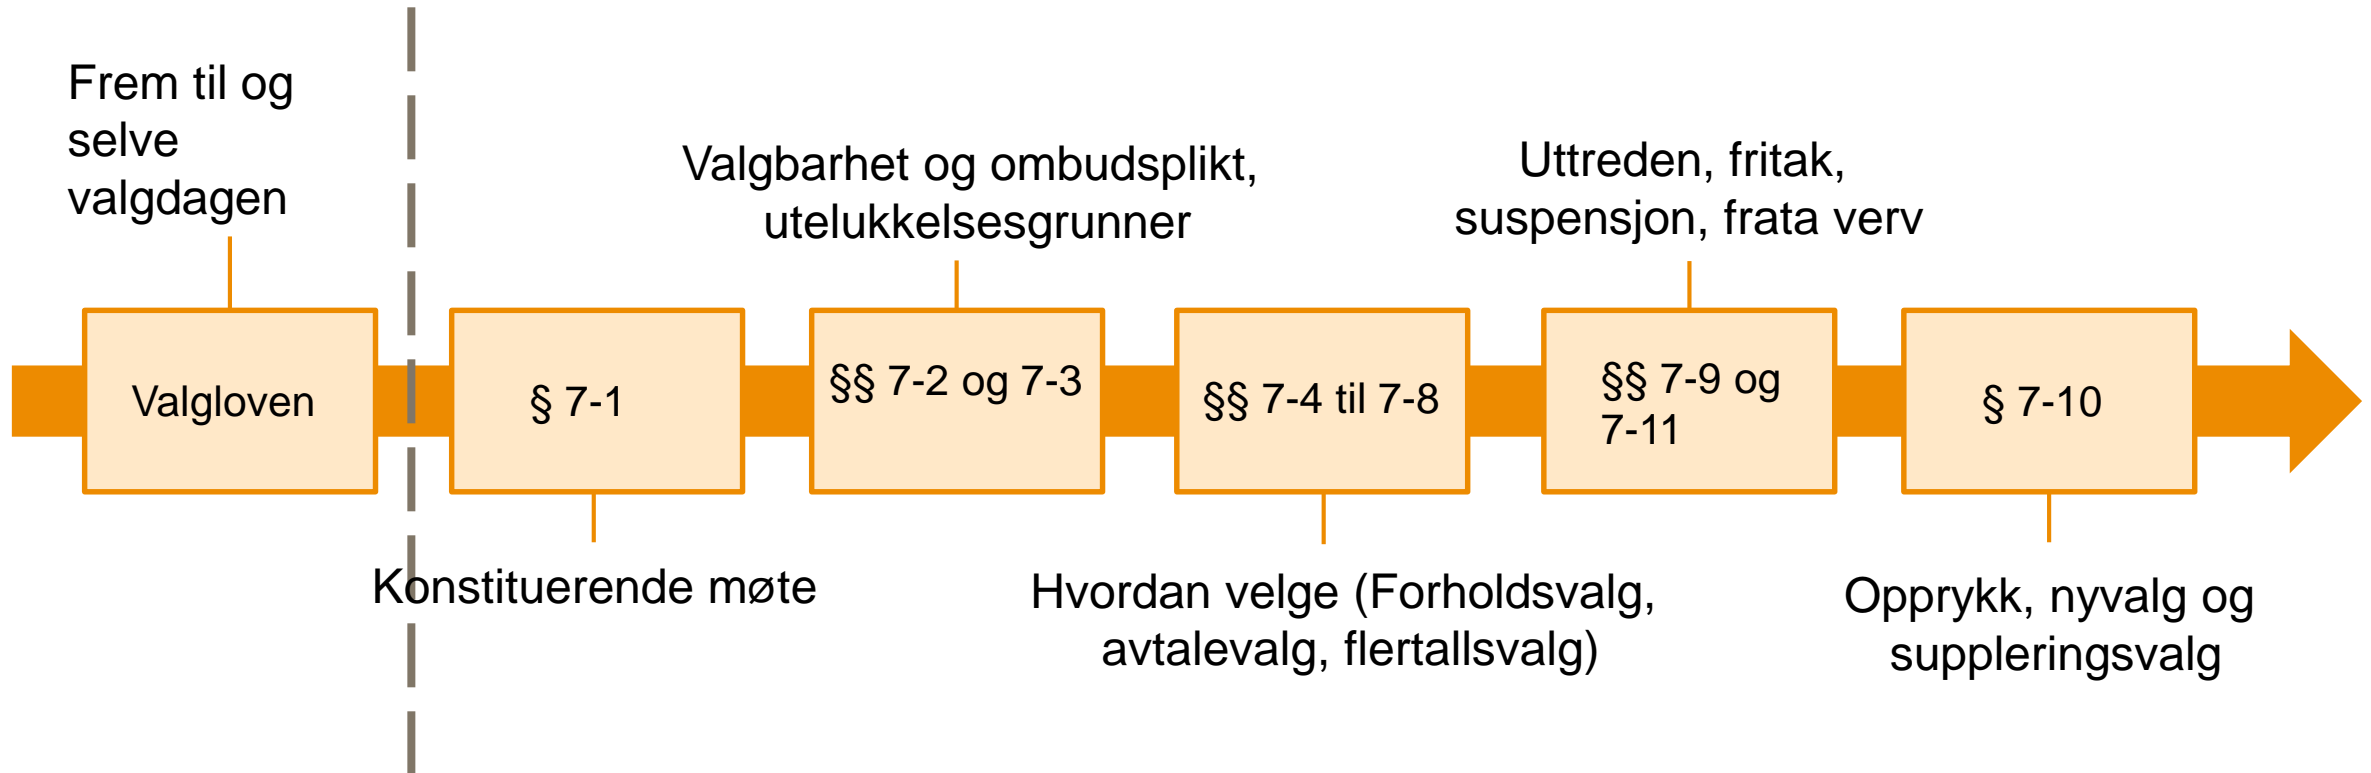 Frem til og
selve
valgdagen
Valgloven
§ 7-1
Konstituerende møte
Valgbarhet og ombudsplikt,
utelukkelsesgrunner
§§ 7-2 og 7-3
§§ 7-4 til 7-8
Hvordan velge (Forholdsvalg,
avtalevalg, flertallsvalg)
Uttreden, fritak,
suspensjon, frata verv
§§ 7-9 og
7-11
§ 7-10
Opprykk, nyvalg og
suppleringsvalg